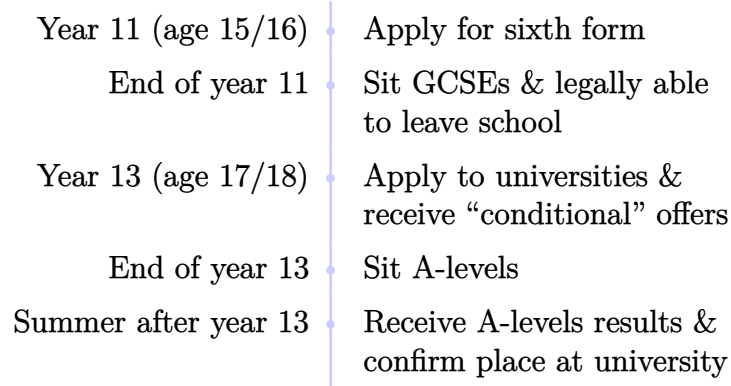 Year 11 (age 15/16) Apply for sixth form
End of year 11 Sit GCSEs & legally able
to leave school
Year 13 (age 17/18) Apply to universities &
receive “conditional” offers
End of year 13 Sit A-levels
Summer after year 13 Receive A-levels results &
confirm place at university